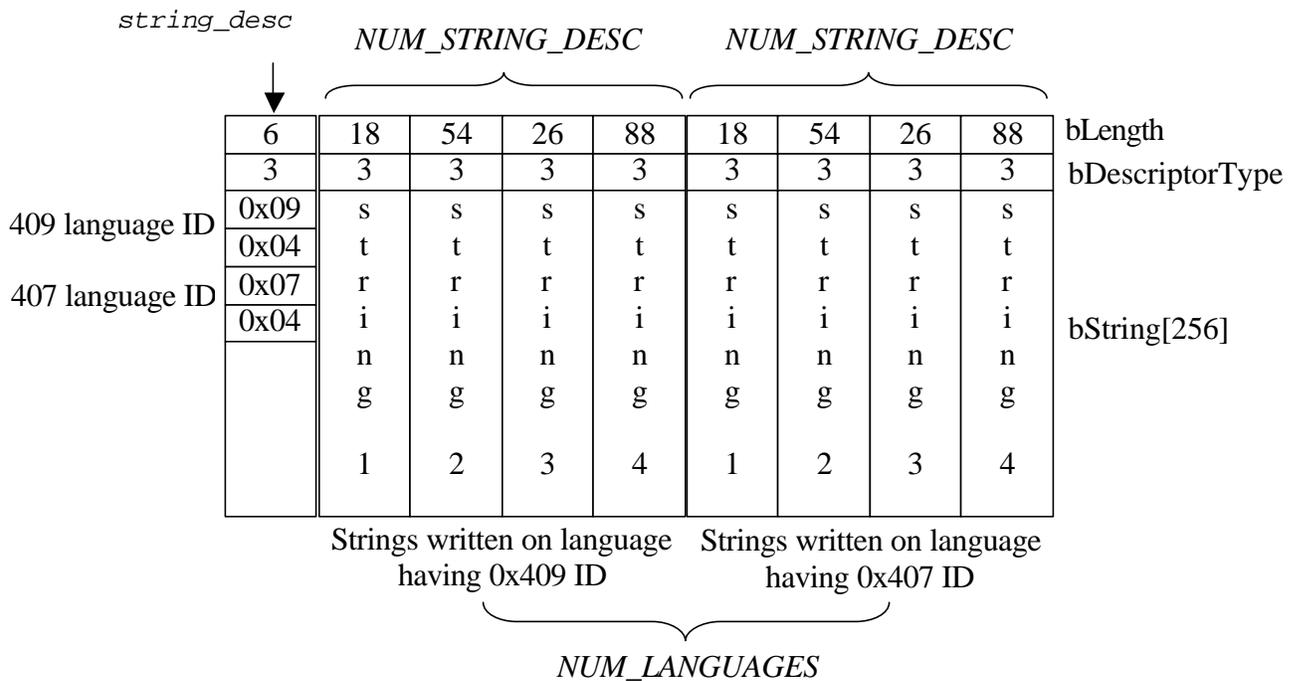 string_desc
NUM_STRING_DESC NUM_STRING_DESC
6 18 54 26 88 18 54 26 88 bLength
3 3 3 3 3 3 3 3 3 bDescriptorType
409 language ID 0x09 s s s s s s s s
0x04 t t t t t t t t
407 language ID 0x07 r r r r r r r r
0x04 i i i i i i i i bString[256]
n n n n n n n n
g g g g g g g g
1 2 3 4 1 2 3 4
Strings written on language Strings written on language
having 0x409 ID having 0x407 ID
NUM_LANGUAGES